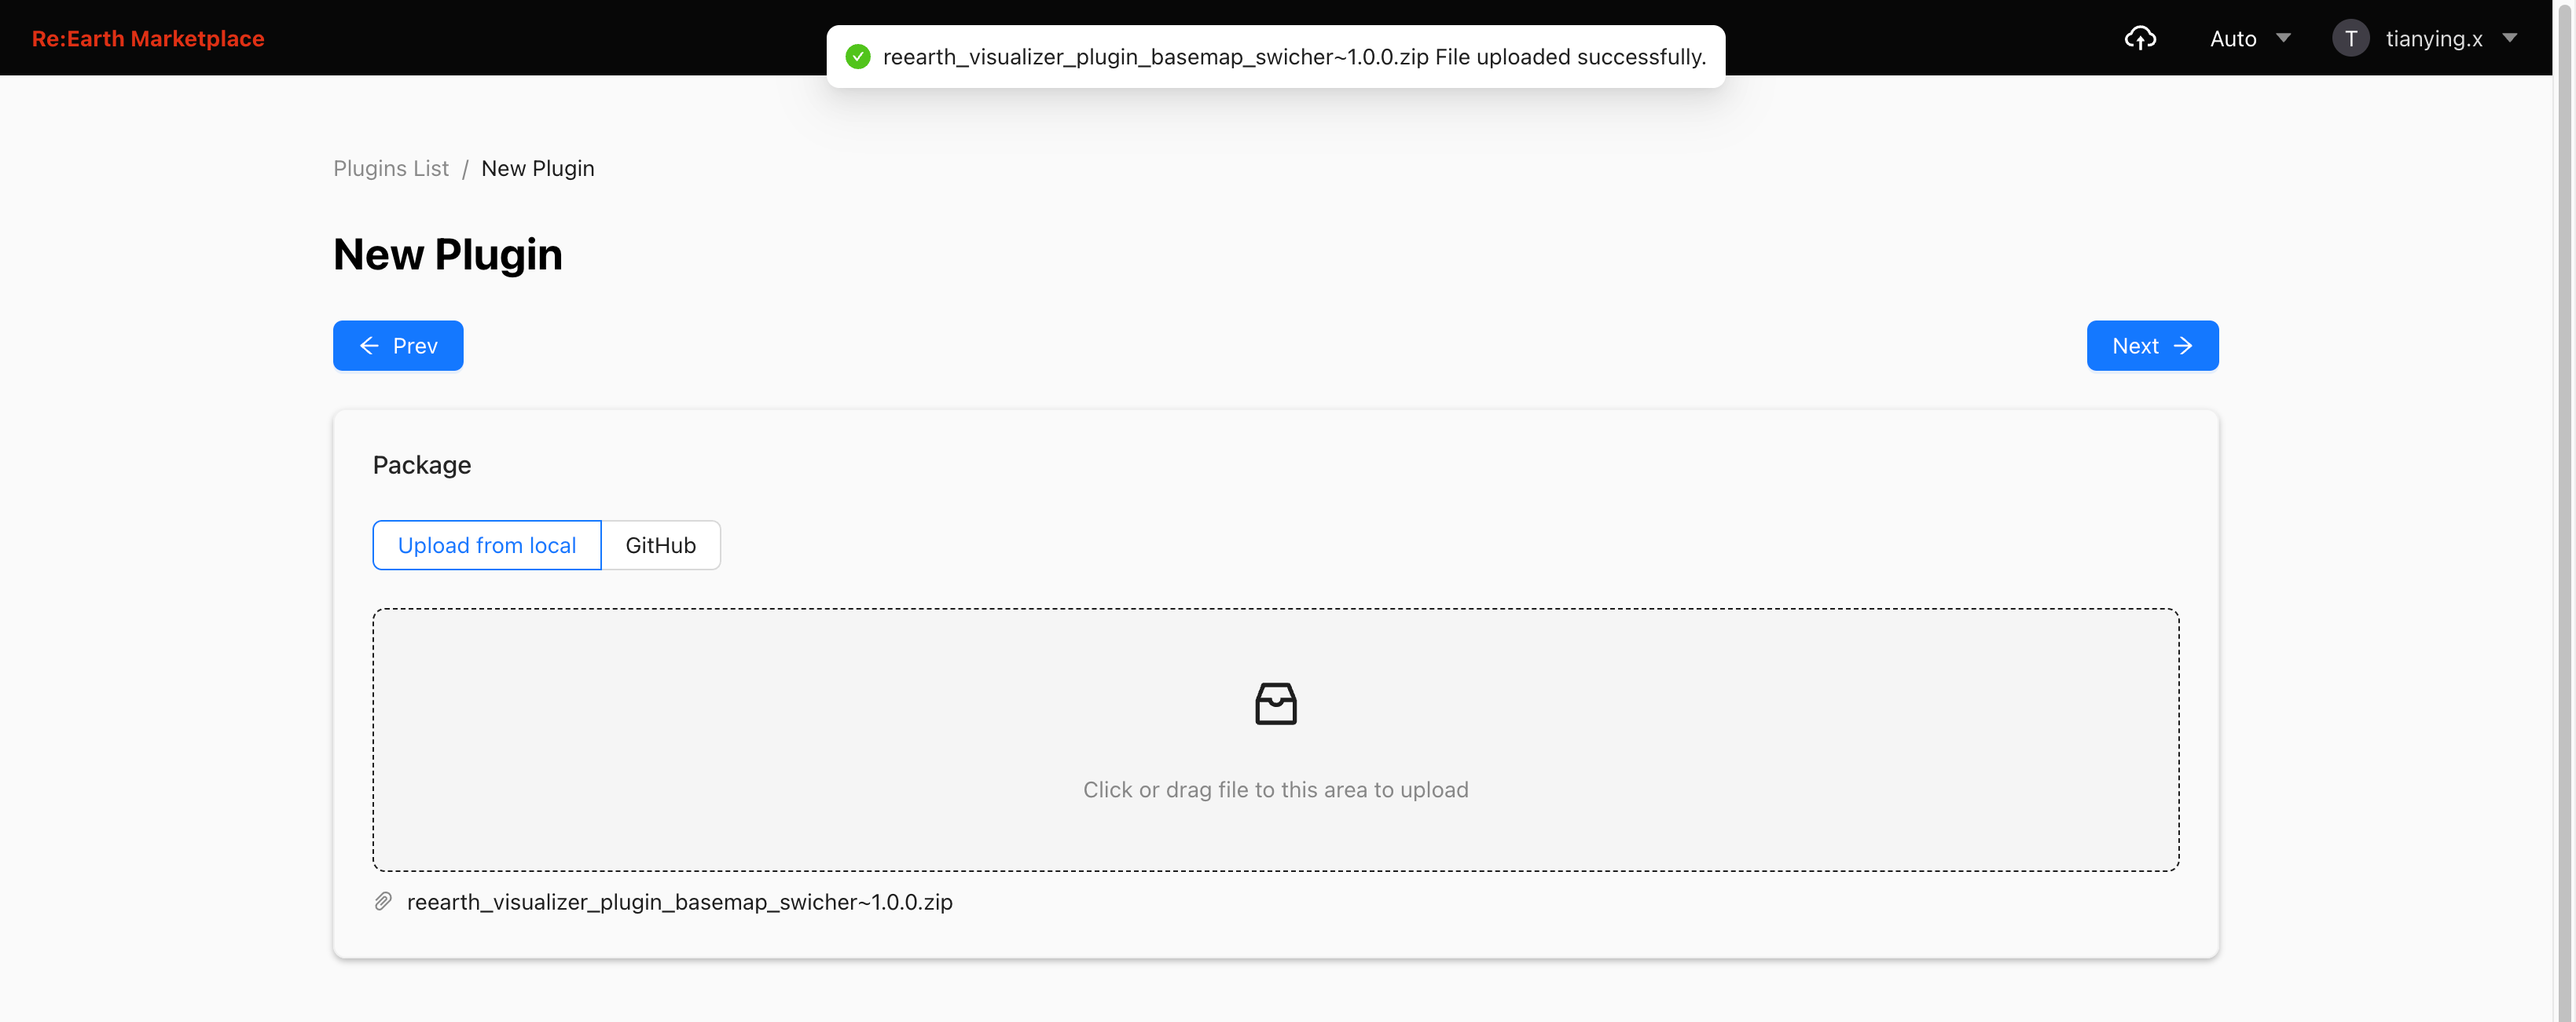 Re:Earth Marketplace
reearth_visualizer_plugin_basemap_swicher~1.0.0.zip File uploaded successfully.
Auto
T
tianying.x
Plugins List / New Plugin
New Plugin
Prev
Next
Package
Upload from local
GitHub
Click or drag file to this area to upload
reearth_visualizer_plugin_basemap_swicher~1.0.0.zip